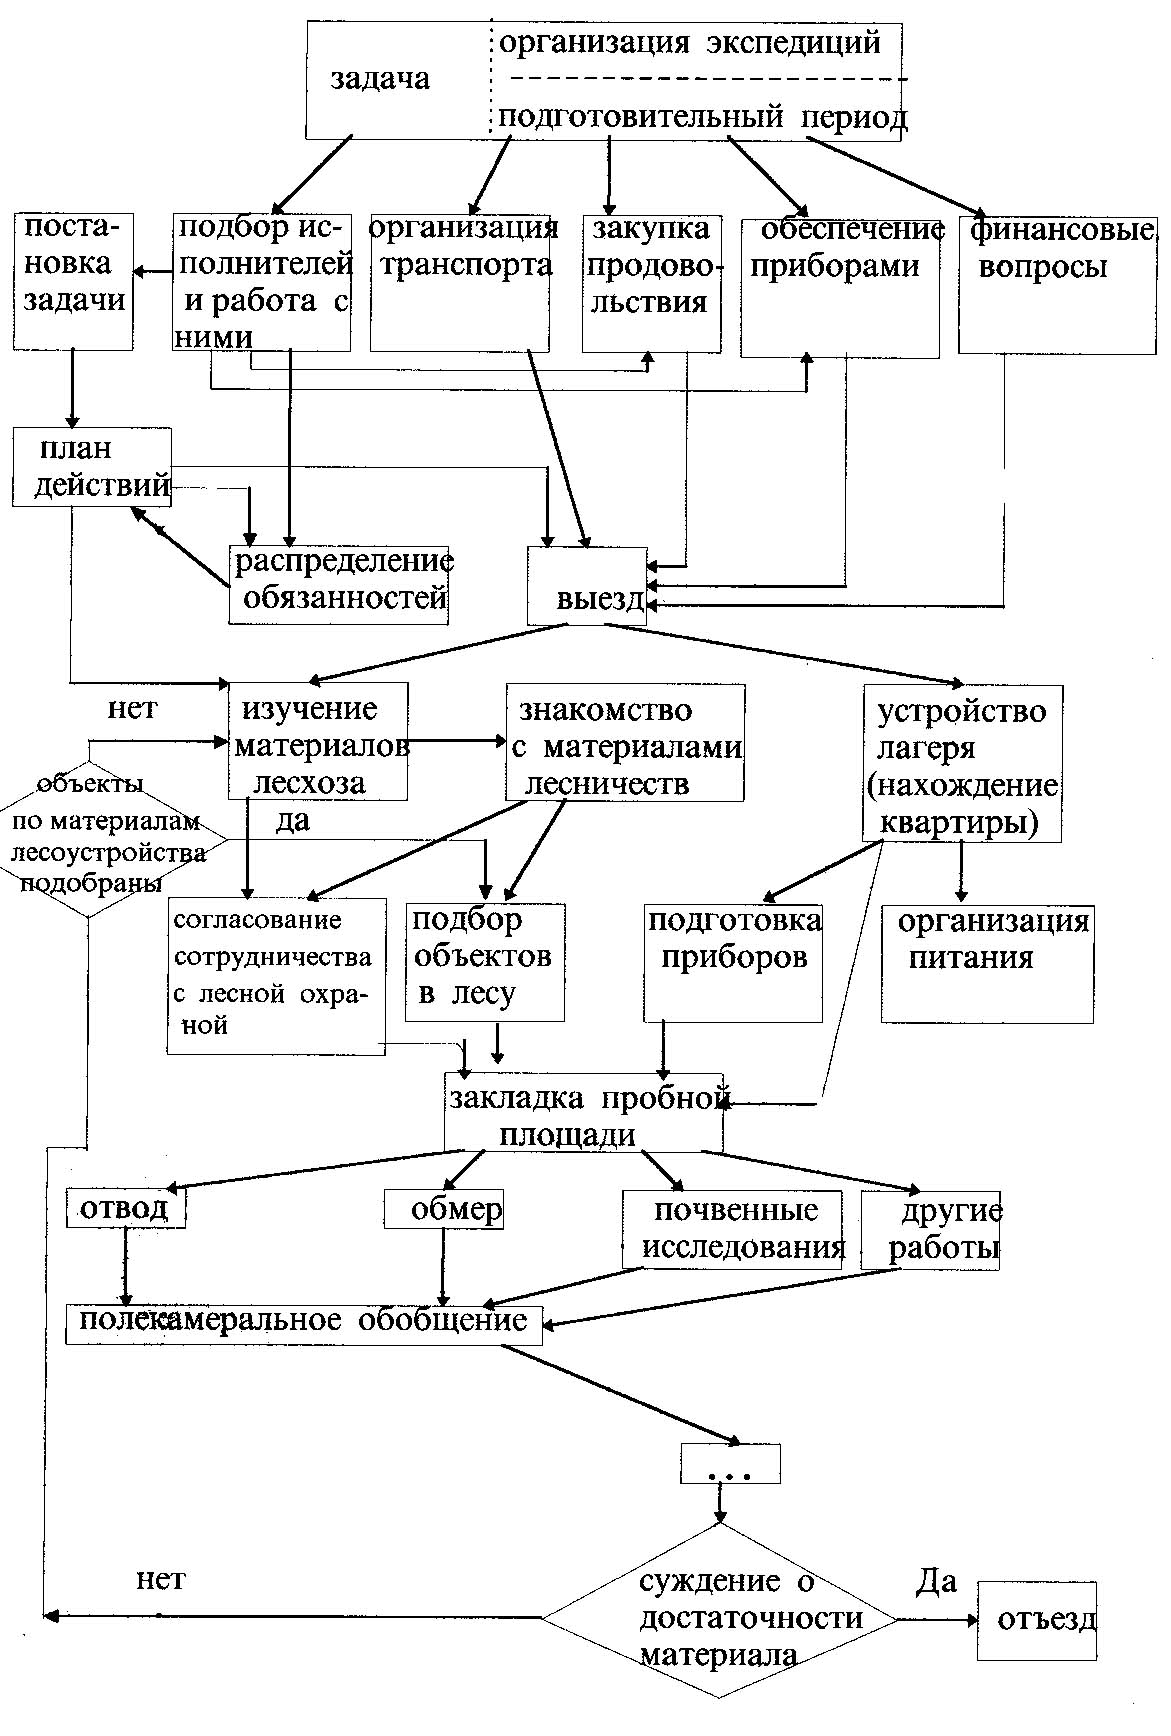 организация экспедиций
задача
подготовительный период
поста-
новка
задачи
подбор ис-
полнителей
и работа с
ними
организация
транспорта
закупка
продово-
льствия
обеспечение
приборами
финансовые
вопросы
план
действий
распределение
обязанностей
выезд
нет
изучение
материалов
лесхоза
знакомство
с материалами
лесничеств
устройство
лагеря
(нахождение
квартиры)
объекты
по материалам
лесоустройства
подобраны
да
согласование
сотрудничества
с лесной охра-
ной
подбор
объектов
в лесу
подготовка
приборов
организация
питания
закладка пробной
площади
отвод
обмер
почвенные
исследования
другие
работы
полекамеральное обобщение
...
нет
суждение о
достаточности
материала
Да
отъезд